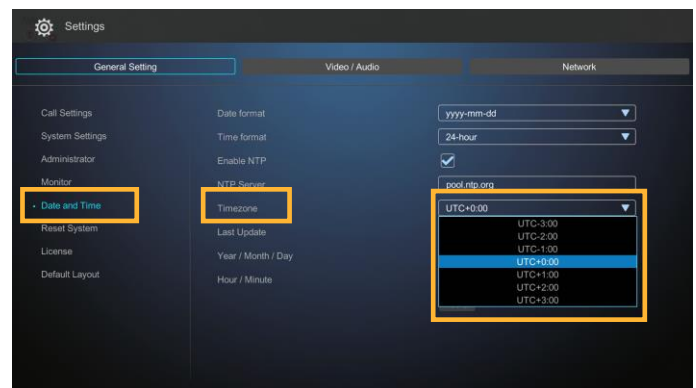 Settings
General Setting
Video / Audio
Network
Call Settings
System Settings
Administrator
Monitor
• Date and Time
Reset System
License
Default Layout
Date format
yyyy-mm-dd
Time format
24-hour
Enable NTP
NTP Server
pool.ntp.org
Timezone
UTC+0:00
Last Update
Year / Month / Day
Hour / Minute
UTC-3:00
UTC-2:00
UTC-1:00
UTC+0:00
UTC+1:00
UTC+2:00
UTC+3:00